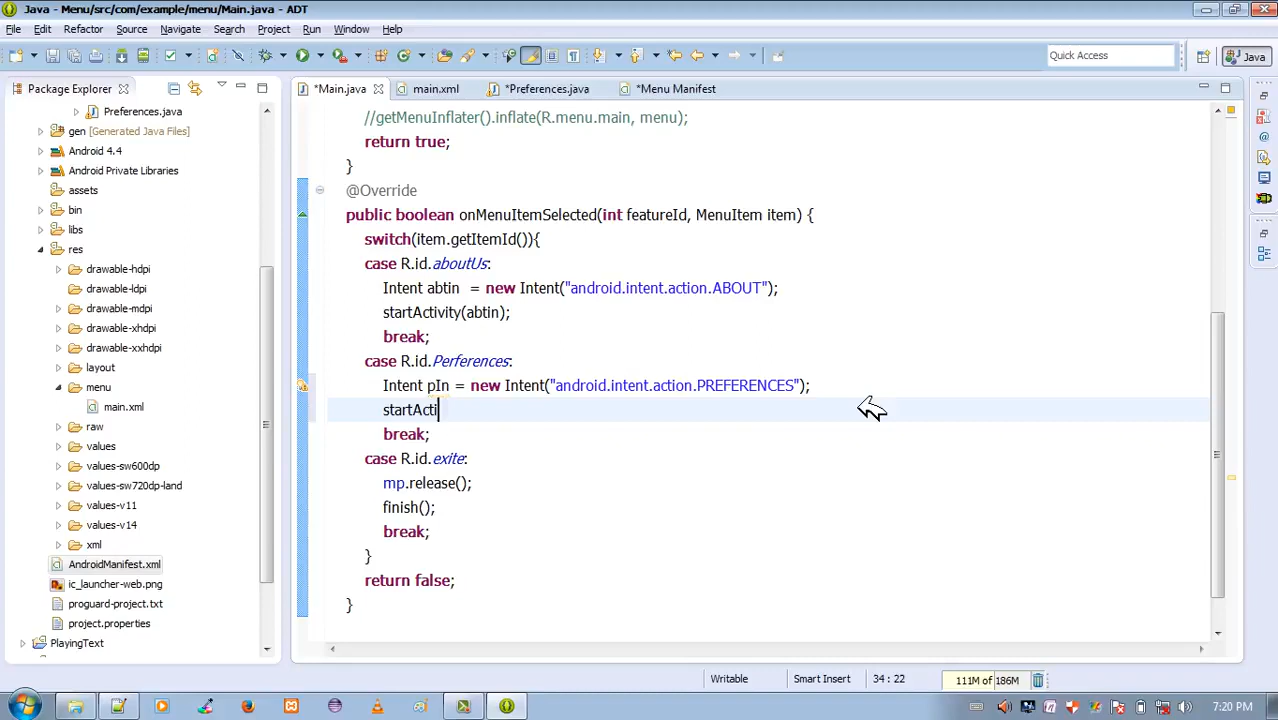 Java - Menu/src/com/example/menu/Main.java - ADT
File Edit Refactor Source Navigate Search Project Run Window Help
Quick Access
Java
Package Explorer
*Main.java
main.xml
*Preferences.java
*Menu Manifest
Preferences.java
gen [Generated Java Files]
Android 4.4
Android Private Libraries
assets
bin
libs
res
drawable-hdpi
drawable-ldpi
drawable-mdpi
drawable-xhdpi
drawable-xxhdpi
layout
menu
main.xml
raw
values
values-sw600dp
values-sw720dp-land
values-v11
values-v14
xml
AndroidManifest.xml
ic_launcher-web.png
proguard-project.txt
project.properties
PlayingText
//getMenuInflater().inflate(R.menu.main, menu);
return true;
}
@Override
public boolean onMenuItemSelected(int featureId, MenuItem item) {
switch(item.getItemId()){
case R.id.aboutUs:
Intent abtin  = new Intent("android.intent.action.ABOUT");
startActivity(abtin);
break;
case R.id.Perferences:
Intent pIn = new Intent("android.intent.action.PREFERENCES");
startActi
break;
case R.id.exite:
mp.release();
finish();
break;
}
return false;
}
Writable
Smart Insert
34 : 22
111M of 186M
7:20 PM